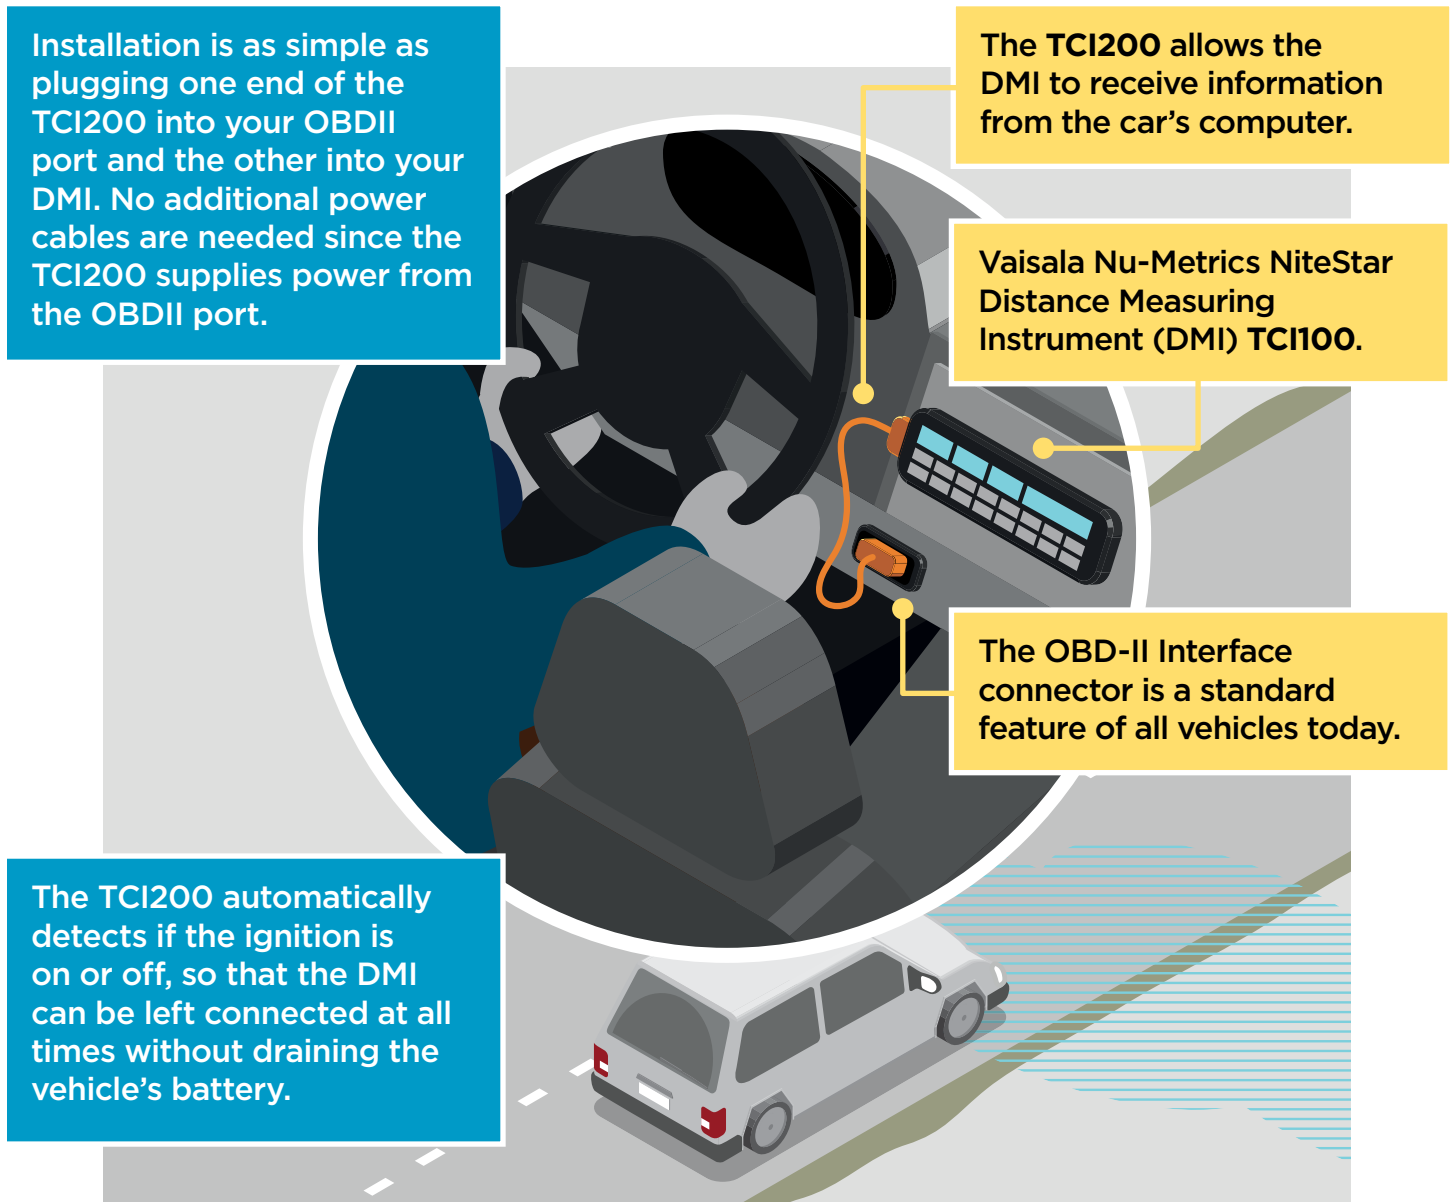 Installation is as simple as
plugging one end of the
TCI200 into your OBDII
port and the other into your
DMI. No additional power
cables are needed since the
TCI200 supplies power from
the OBDII port.
The TCI200 allows the
DMI to receive information
from the car’s computer.
Vaisala Nu-Metrics NiteStar
Distance Measuring
Instrument (DMI) TCI100.
The OBD-II Interface
connector is a standard
feature of all vehicles today.
The TCI200 automatically
detects if the ignition is
on or off, so that the DMI
can be left connected at all
times without draining the
vehicle’s battery.